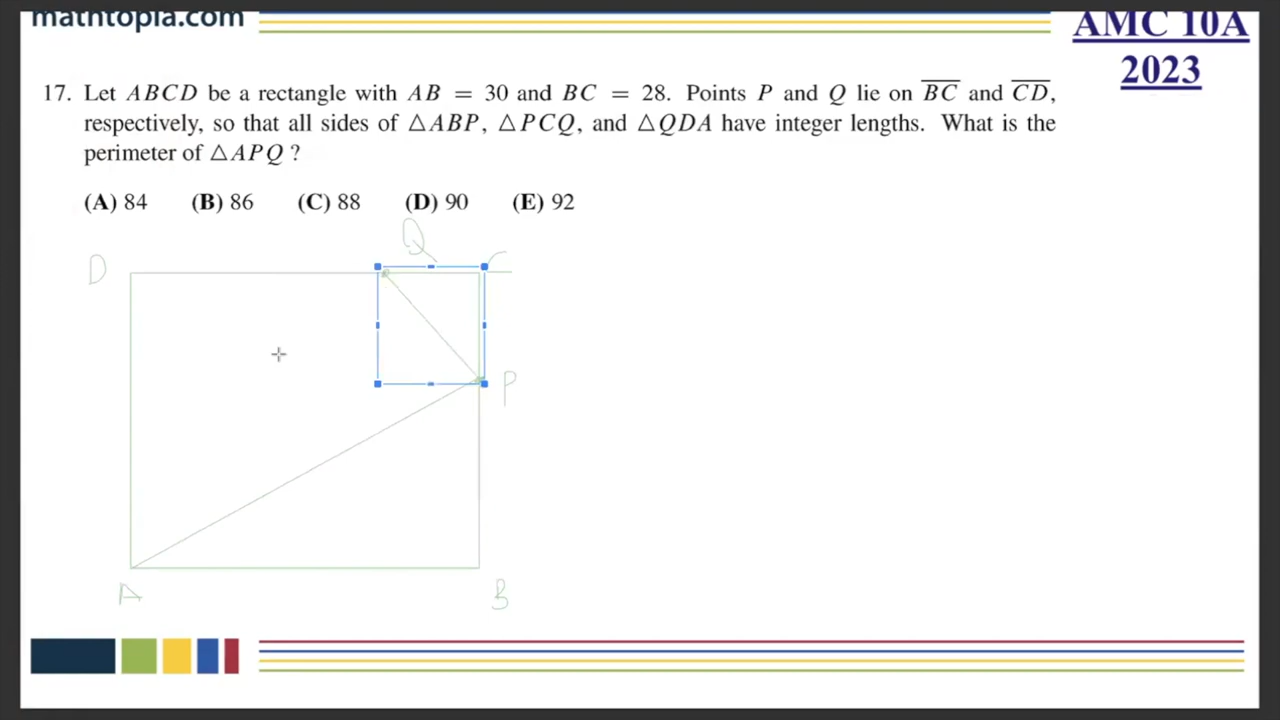 mathtopia.com
AMC 10A
2023
17. Let ABCD be a rectangle with AB = 30 and BC = 28. Points P and Q lie on \overline{BC} and \overline{CD},
respectively, so that all sides of △ABP, △PCQ, and △QDA have integer lengths. What is the
perimeter of △APQ ?
(A) 84 (B) 86 (C) 88 (D) 90 (E) 92
Q
D C
P
A B